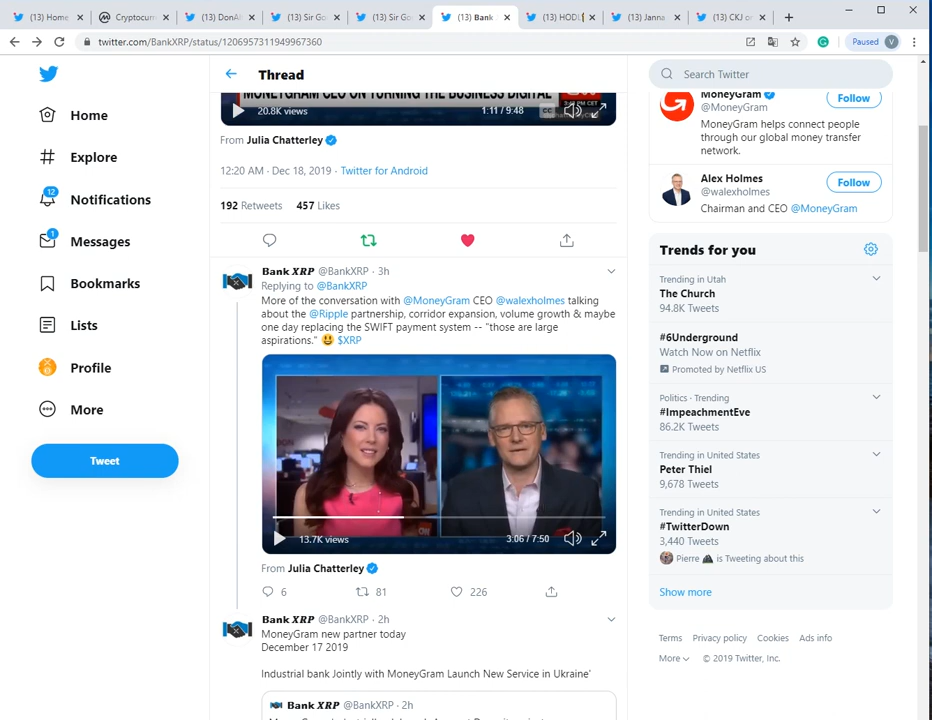 (13) Home
Cryptocurr
(13) DonAl
(13) Sir Go
(13) Sir Go
(13) Bank
(13) HODL
(13) Janna
(13) CKJ o
twitter.com/BankXRP/status/1206957311949967360
Paused V
Home
Explore
12
Notifications
1
Messages
Bookmarks
Lists
Profile
More
Tweet
Thread
MONEYGRAM CEO ON TURNING THE BUSINESS DIGITAL
20.8K views
1:11 / 9:48
From Julia Chatterley
12:20 AM · Dec 18, 2019 · Twitter for Android
192 Retweets 457 Likes
Bank XRP @BankXRP · 3h
Replying to @BankXRP
More of the conversation with @MoneyGram CEO @walexholmes talking
about the @Ripple partnership, corridor expansion, volume growth & maybe
one day replacing the SWIFT payment system -- "those are large
aspirations." 😃 $XRP
13.7K views
3:06 / 7:50
From Julia Chatterley
6 81 226
Bank XRP @BankXRP · 2h
MoneyGram new partner today
December 17 2019
Industrial bank Jointly with MoneyGram Launch New Service in Ukraine'
Bank XRP @BankXRP · 2h
Search Twitter
MoneyGram
@MoneyGram
Follow
MoneyGram helps connect people
through our global money transfer
network.
Alex Holmes
@walexholmes
Follow
Chairman and CEO @MoneyGram
Trends for you
Trending in Utah
The Church
94.8K Tweets
#6Underground
Watch Now on Netflix
Promoted by Netflix US
Politics · Trending
#ImpeachmentEve
86.2K Tweets
Trending in United States
Peter Thiel
9,678 Tweets
Trending in United States
#TwitterDown
3,440 Tweets
Pierre is Tweeting about this
Show more
Terms Privacy policy Cookies Ads info
More © 2019 Twitter, Inc.